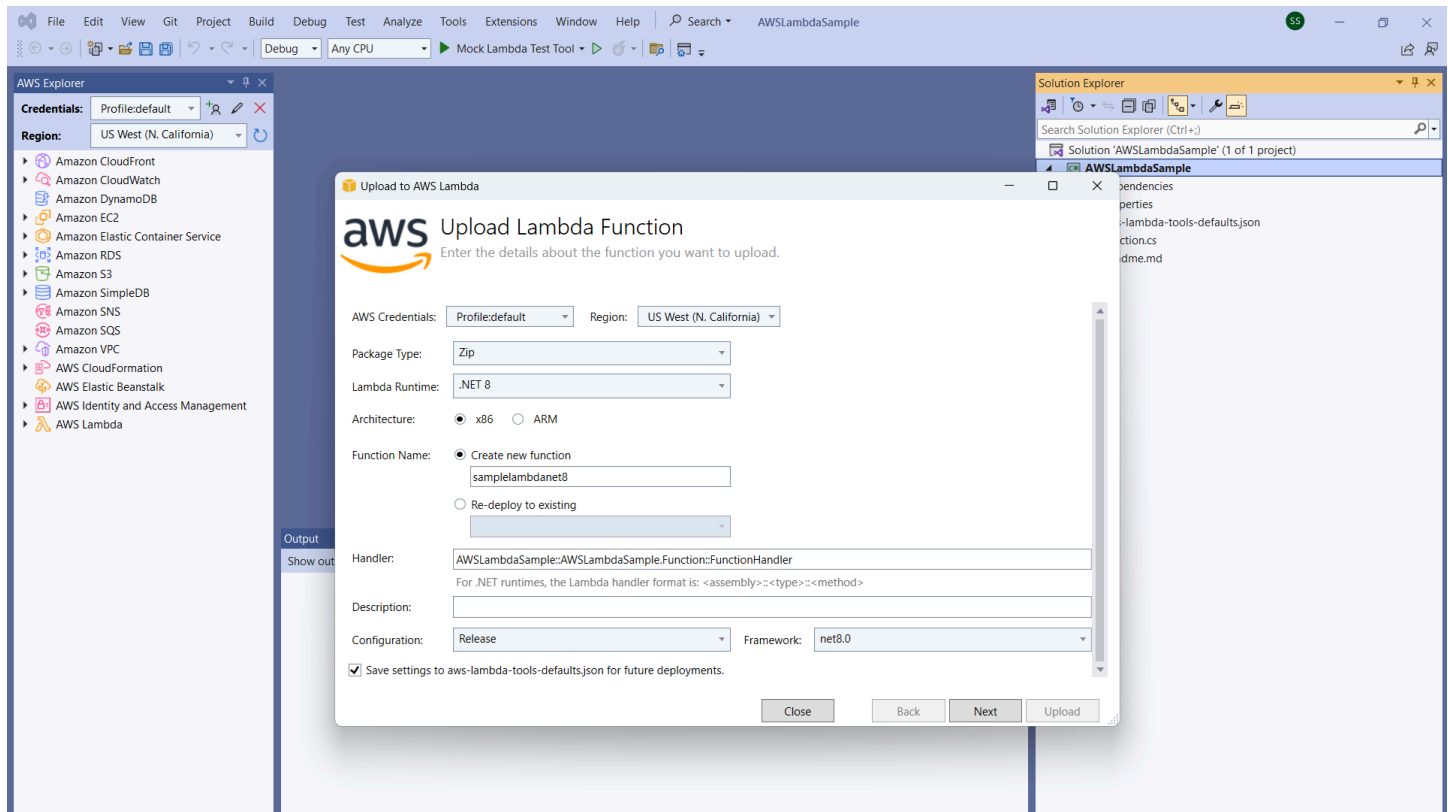 File Edit View Git Project Build Debug Test Analyze Tools Extensions Window Help Search AWSLambdaSample SS
Debug Any CPU Mock Lambda Test Tool
AWS Explorer
Credentials: Profile:default
Region: US West (N. California)
Amazon CloudFront
Amazon CloudWatch
Amazon DynamoDB
Amazon EC2
Amazon Elastic Container Service
Amazon RDS
Amazon S3
Amazon SimpleDB
Amazon SNS
Amazon SQS
Amazon VPC
AWS CloudFormation
AWS Elastic Beanstalk
AWS Identity and Access Management
AWS Lambda
Output
Show out
Upload to AWS Lambda
aws
Upload Lambda Function
Enter the details about the function you want to upload.
AWS Credentials: Profile:default Region: US West (N. California)
Package Type: Zip
Lambda Runtime: .NET 8
Architecture: x86 ARM
Function Name: Create new function
samplelambdanet8
Re-deploy to existing
Handler: AWSLambdaSample::AWSLambdaSample.Function::FunctionHandler
For .NET runtimes, the Lambda handler format is: <assembly>::<type>::<method>
Description:
Configuration: Release Framework: net8.0
Save settings to aws-lambda-tools-defaults.json for future deployments.
Close Back Next Upload
Solution Explorer
Search Solution Explorer (Ctrl+;)
Solution 'AWSLambdaSample' (1 of 1 project)
C# AWSLambdaSample
pendencies
perties
s-lambda-tools-defaults.json
ction.cs
dme.md